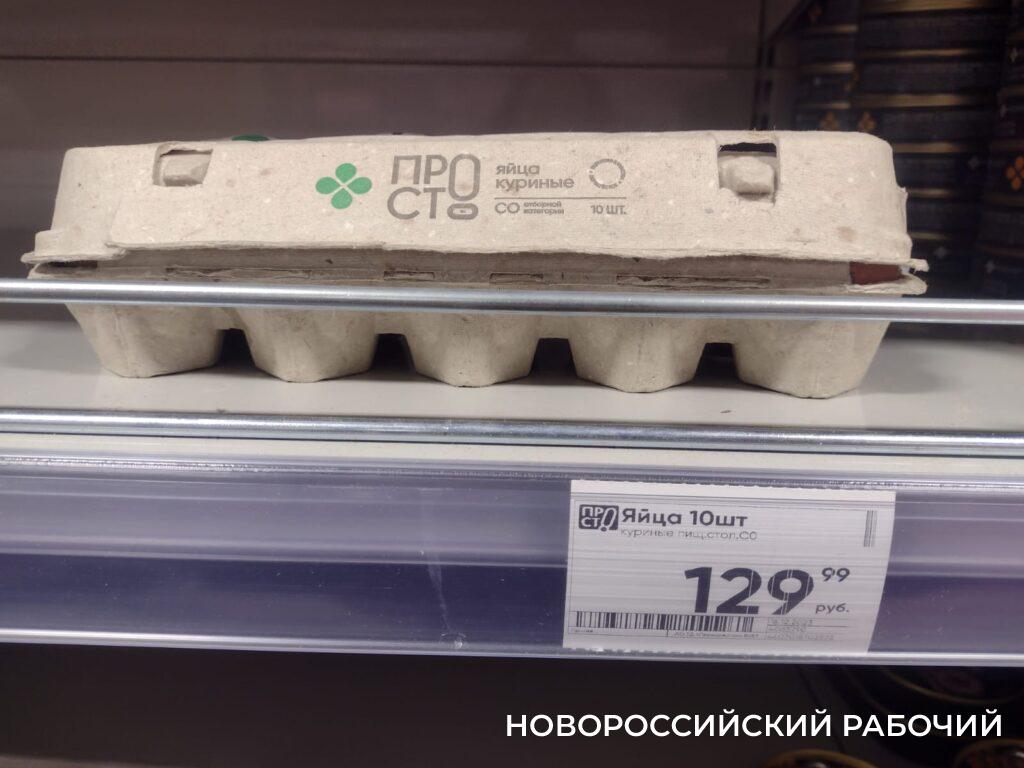 ПРО
СТО
яйца
куриные
СО отборной
категории
10 ШТ.
ПР
СТО! Яйца 10шт
куриные пищ.стол.С0
129 99
руб.
НОВОРОССИЙСКИЙ РАБОЧИЙ